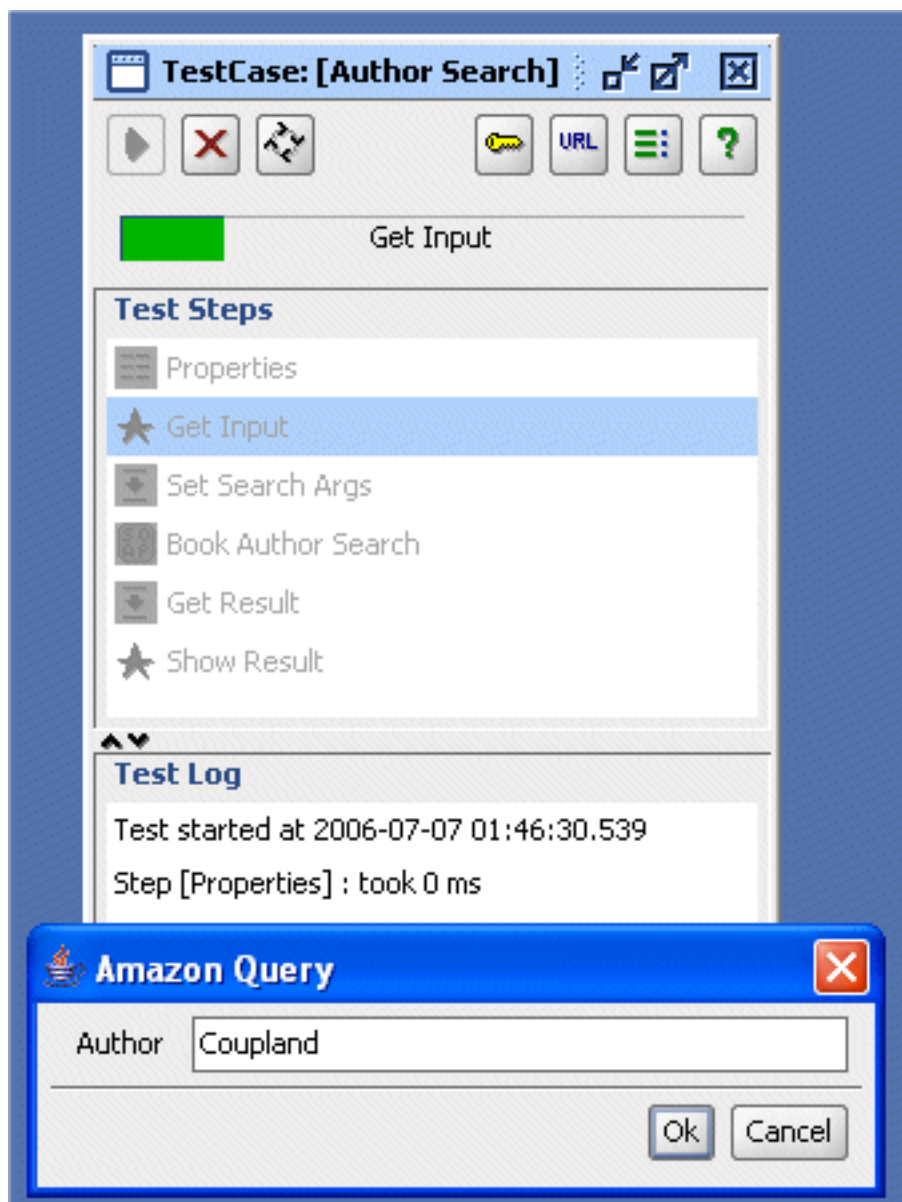 TestCase: [Author Search]
URL
?
Get Input
Test Steps
Properties
Get Input
Set Search Args
SOAP
Book Author Search
Get Result
Show Result
Test Log
Test started at 2006-07-07 01:46:30.539
Step [Properties] : took 0 ms
Amazon Query
Author Coupland
Ok Cancel